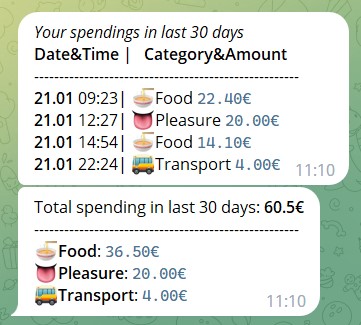 Your spendings in last 30 days
Date&Time | Category&Amount
--------------------------------------------
21.01 09:23| 🍜Food 22.40€
21.01 12:27| 👅Pleasure 20.00€
21.01 14:54| 🍜Food 14.10€
21.01 22:24| 🚌Transport 4.00€
11:10
Total spending in last 30 days: 60.5€
--------------------------------------------
🍜Food: 36.50€
👅Pleasure: 20.00€
🚌Transport: 4.00€
11:10